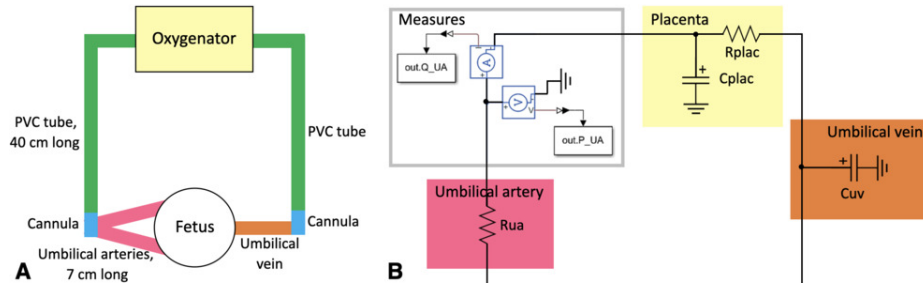 Oxygenator
PVC tube,
40 cm long
PVC tube
Cannula
Fetus
Cannula
Umbilical arteries,
7 cm long
Umbilical
vein
A
Measures
out.Q_UA
A
+
V
+
V
out.P_UA
Umbilical artery
Rua
B
Placenta
Rplac
+
Cplac
Umbilical vein
+
Cuv